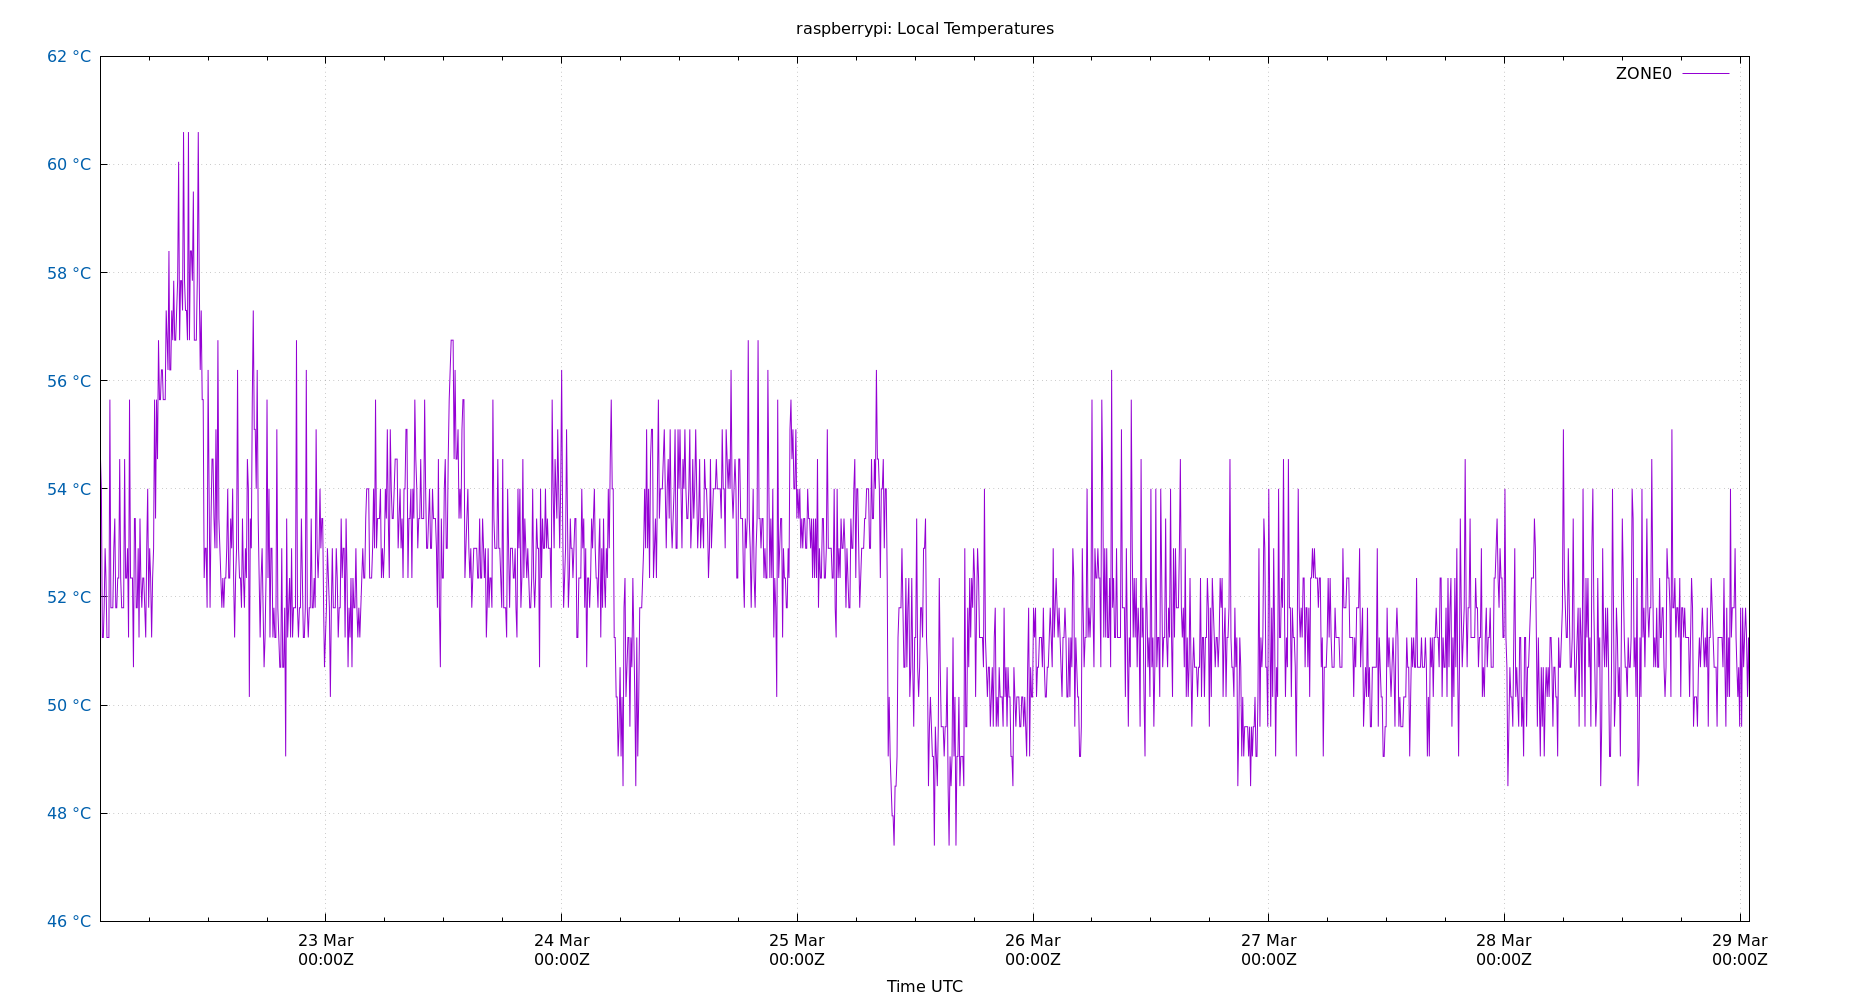 raspberrypi: Local Temperatures
62 °C
ZONE0
60 °C
58 °C
56 °C
54 °C
52 °C
50 °C
48 °C
46 °C
23 Mar 24 Mar 25 Mar 26 Mar 27 Mar 28 Mar 29 Mar
00:00Z 00:00Z 00:00Z 00:00Z 00:00Z 00:00Z 00:00Z
Time UTC